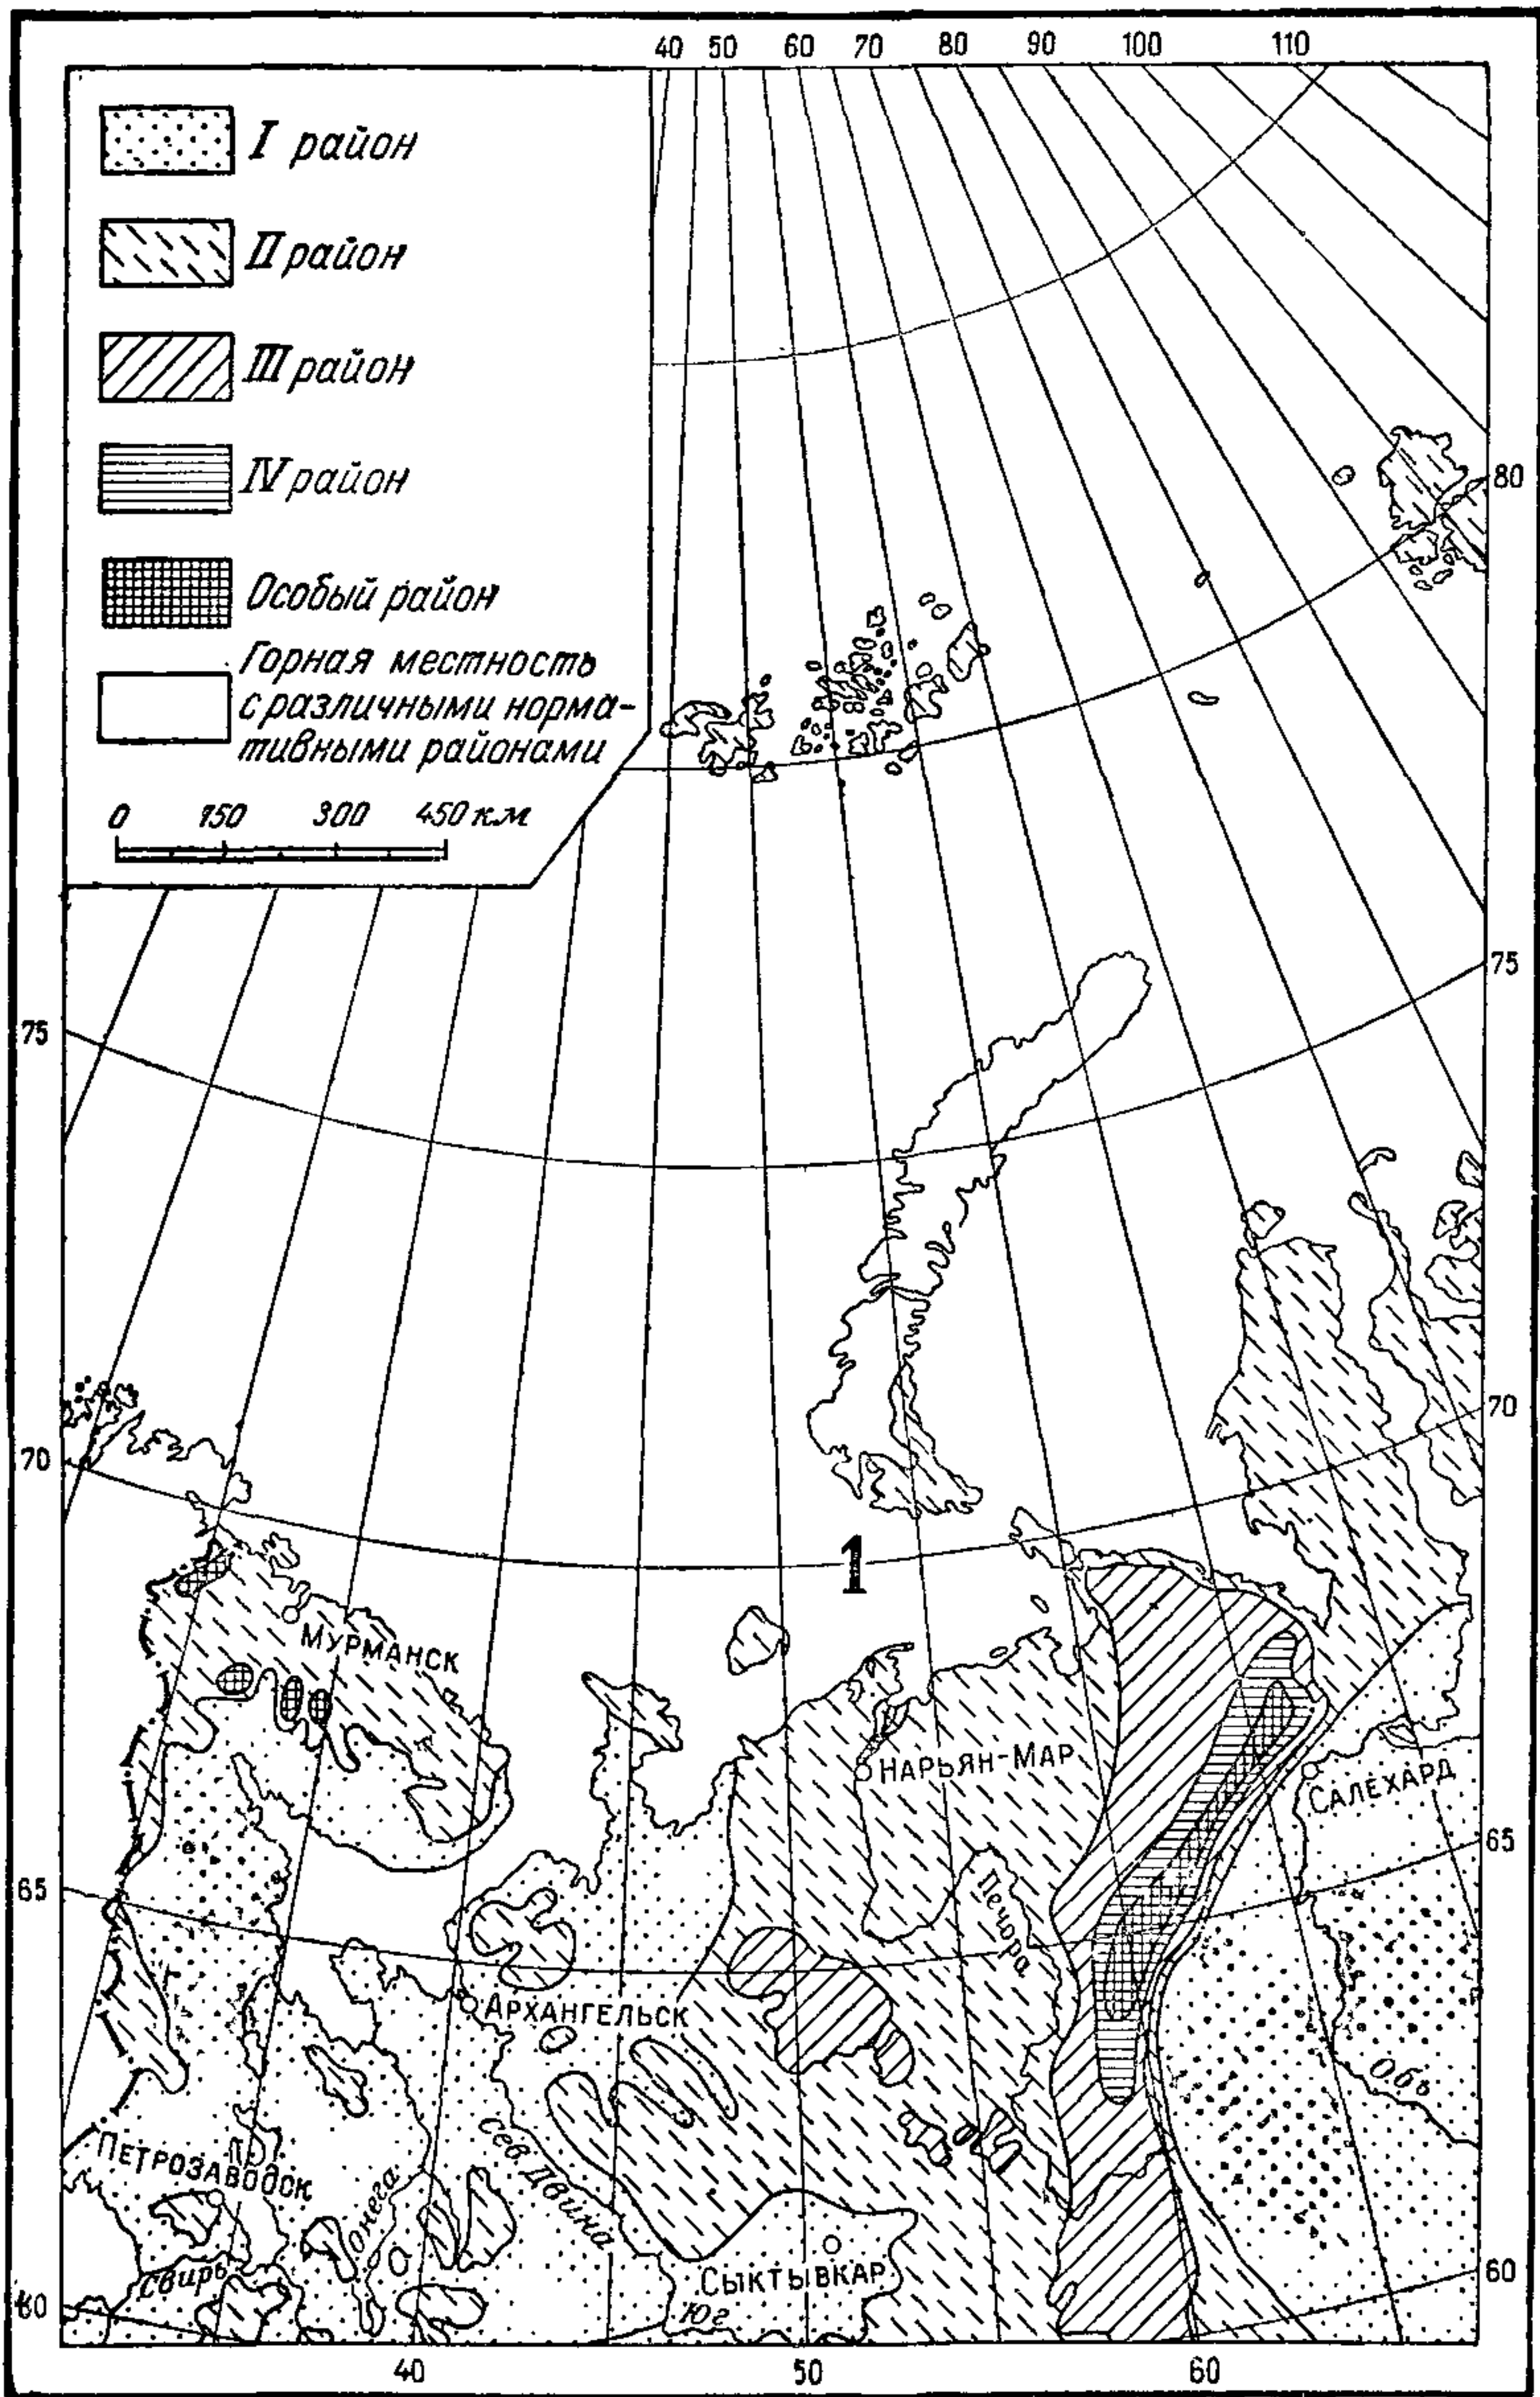 40 50 60 70 80 90 100 110
I район
II район
III район
IV район
Особый район
Горная местность
с различными норма-
тивными районами
0 150 300 450 км
80
75
75
70
70
1
Мурманск
Нарьян-Мар
Салехард
65
65
Печора
Архангельск
Обь
Петрозаводск
Сев. Двина
Онега
Свирь
Сыктывкар
Юг
60
60
40 50 60